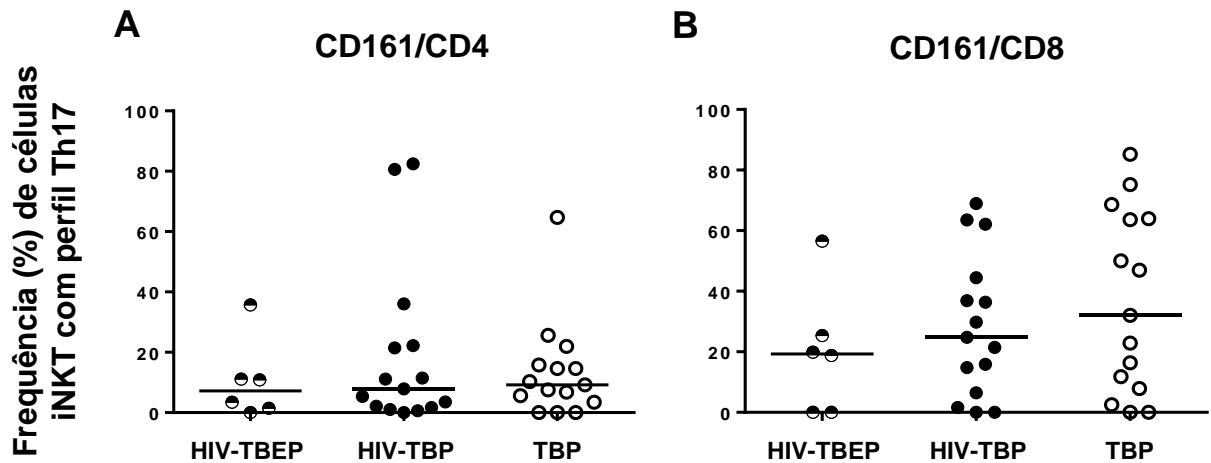 A
CD161/CD4
Frequência (%) de células
iNKT com perfil Th17
100
80
60
40
20
0
HIV-TBEP
HIV-TBP
TBP
B
CD161/CD8
100
80
60
40
20
0
HIV-TBEP
HIV-TBP
TBP